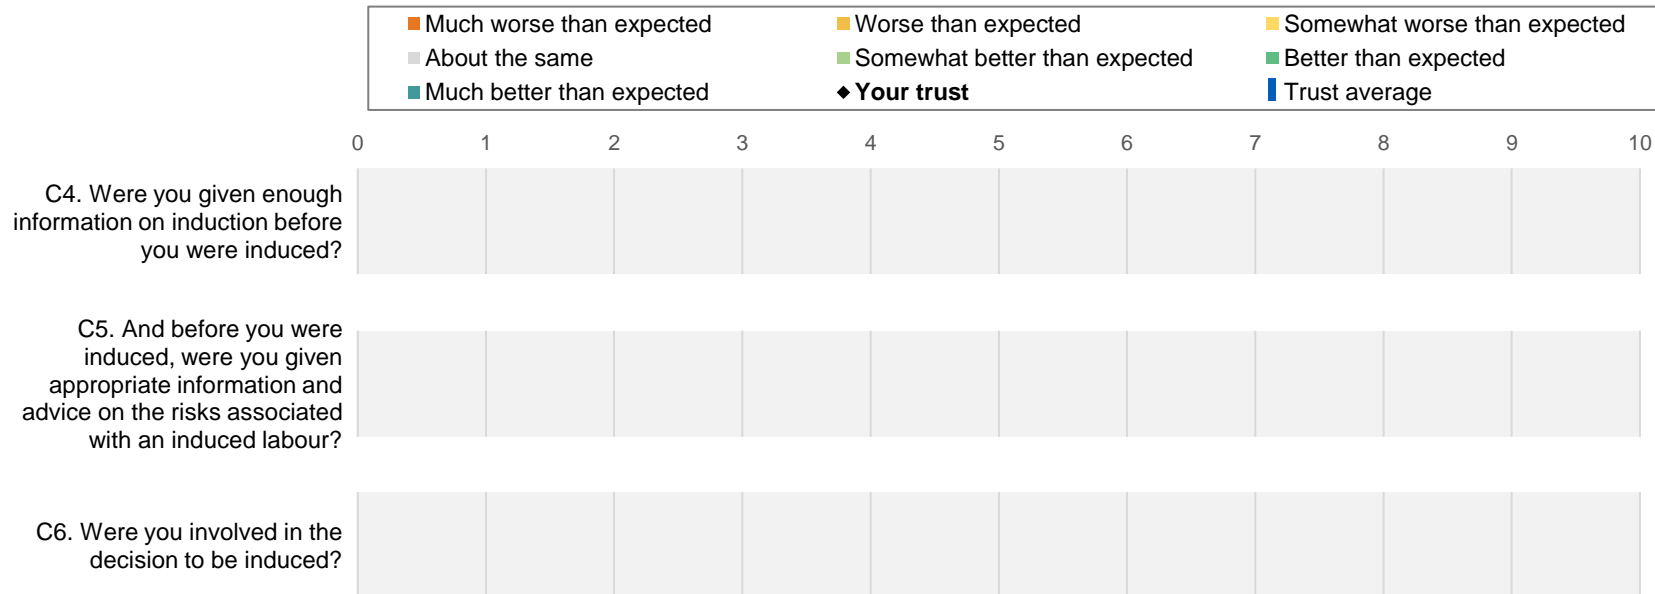 Much worse than expected
Worse than expected
Somewhat worse than expected
About the same
Somewhat better than expected
Better than expected
Much better than expected
Your trust
Trust average
0 1 2 3 4 5 6 7 8 9 10
C4. Were you given enough
information on induction before
you were induced?
C5. And before you were
induced, were you given
appropriate information and
advice on the risks associated
with an induced labour?
C6. Were you involved in the
decision to be induced?